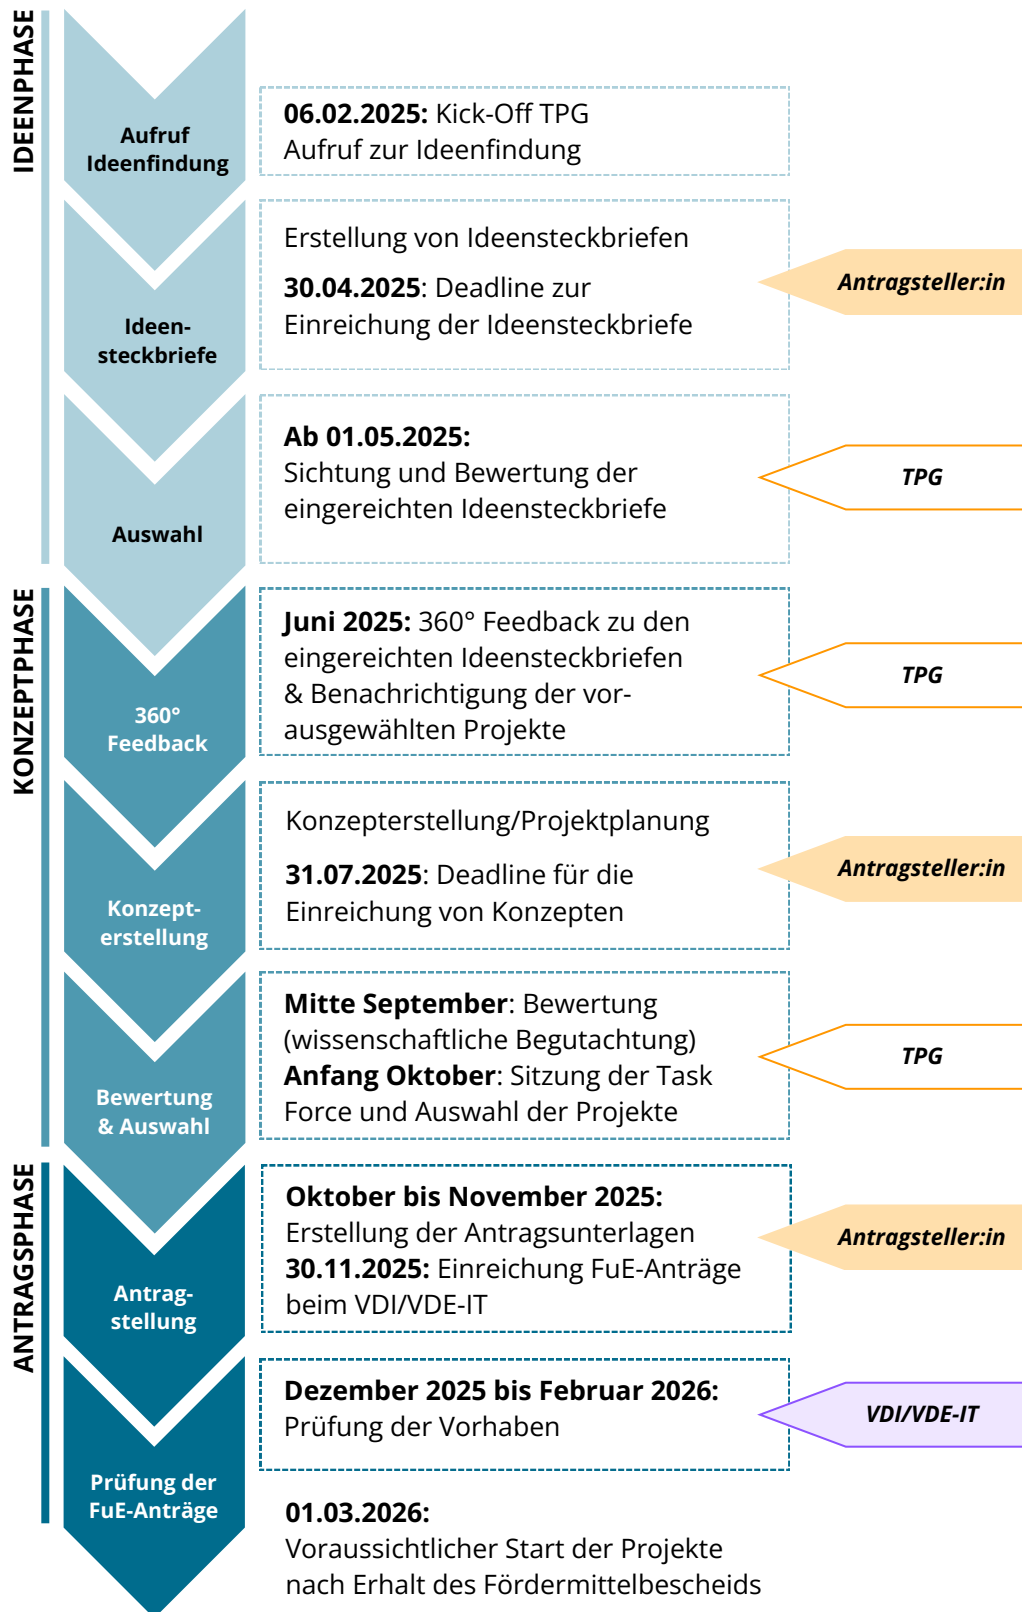 IDEENPHASE
Aufruf
Ideenfindung
06.02.2025: Kick-Off TPG
Aufruf zur Ideenfindung
Ideen-
steckbriefe
Erstellung von Ideensteckbriefen
30.04.2025: Deadline zur
Einreichung der Ideensteckbriefe
Antragsteller:in
Auswahl
Ab 01.05.2025:
Sichtung und Bewertung der
eingereichten Ideensteckbriefe
TPG
KONZEPTPHASE
360°
Feedback
Juni 2025: 360° Feedback zu den
eingereichten Ideensteckbriefen
& Benachrichtigung der vor-
ausgewählten Projekte
TPG
Konzept-
erstellung
Konzepterstellung/Projektplanung
31.07.2025: Deadline für die
Einreichung von Konzepten
Antragsteller:in
Bewertung
& Auswahl
Mitte September: Bewertung
(wissenschaftliche Begutachtung)
Anfang Oktober: Sitzung der Task
Force und Auswahl der Projekte
TPG
ANTRAGSPHASE
Antrag-
stellung
Oktober bis November 2025:
Erstellung der Antragsunterlagen
30.11.2025: Einreichung FuE-Anträge
beim VDI/VDE-IT
Antragsteller:in
Prüfung der
FuE-Anträge
Dezember 2025 bis Februar 2026:
Prüfung der Vorhaben
VDI/VDE-IT
01.03.2026:
Voraussichtlicher Start der Projekte
nach Erhalt des Fördermittelbescheids